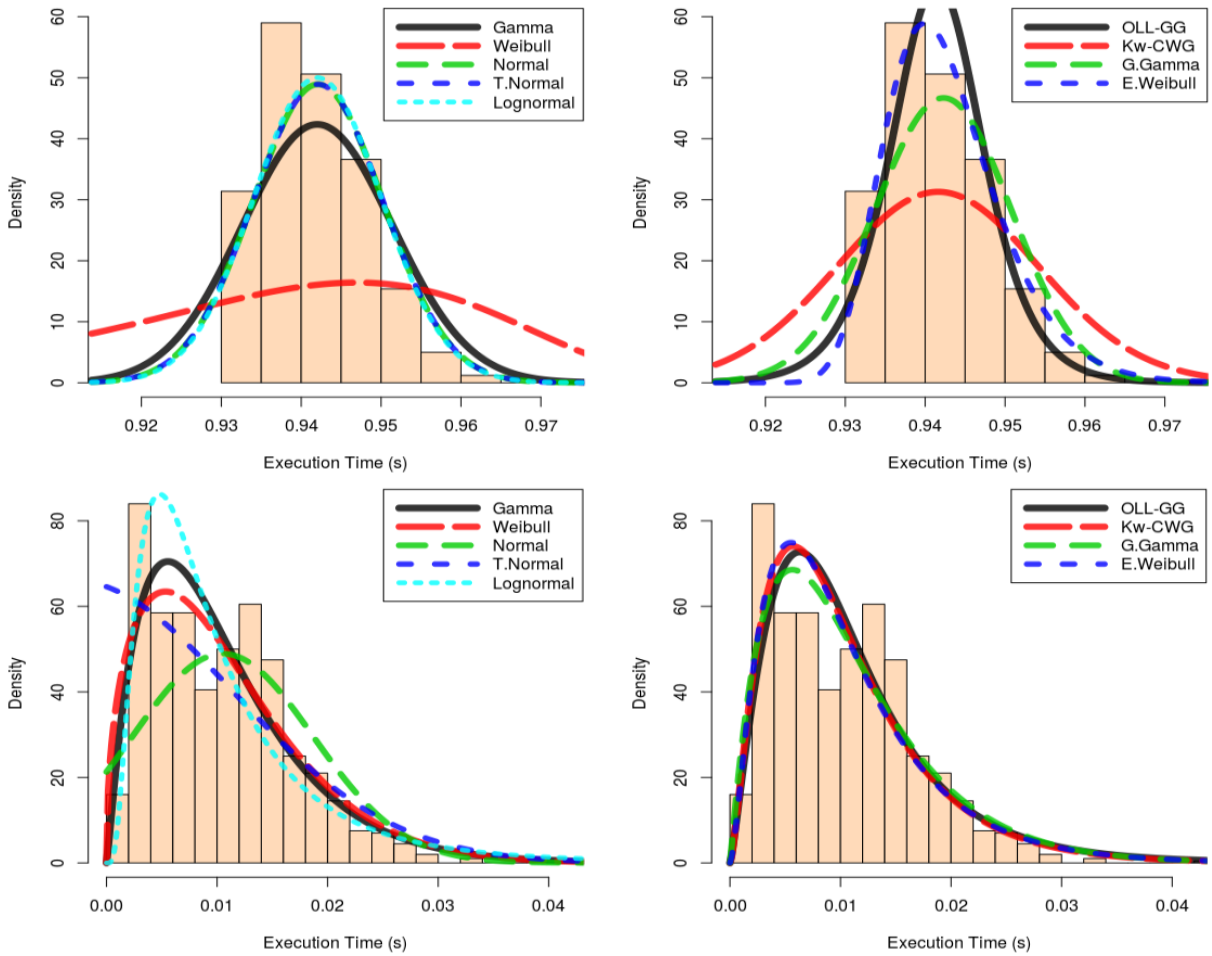 Density
0
10
20
30
40
50
60
0.92
0.93
0.94
0.95
0.96
0.97
Execution Time (s)
Gamma
Weibull
Normal
T.Normal
Lognormal
Density
0
10
20
30
40
50
60
0.92
0.93
0.94
0.95
0.96
0.97
Execution Time (s)
OLL-GG
Kw-CWG
G.Gamma
E.Weibull
Density
0
20
40
60
80
0.00
0.01
0.02
0.03
0.04
Execution Time (s)
Gamma
Weibull
Normal
T.Normal
Lognormal
Density
0
20
40
60
80
0.00
0.01
0.02
0.03
0.04
Execution Time (s)
OLL-GG
Kw-CWG
G.Gamma
E.Weibull